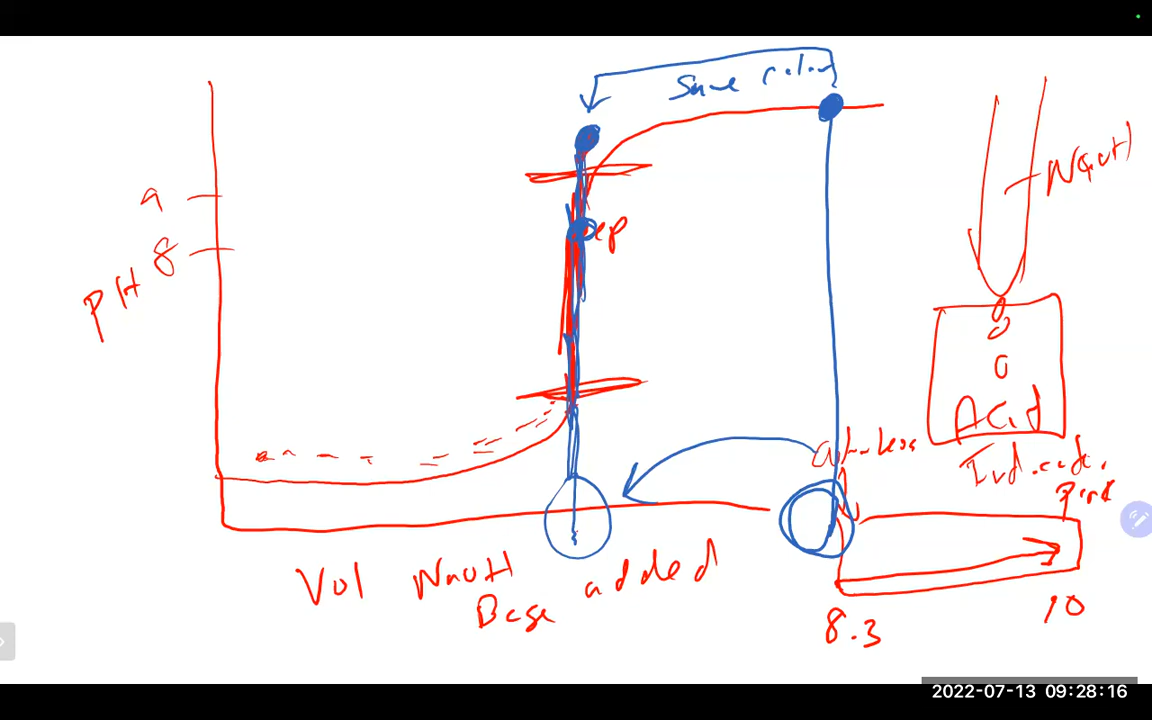 Same color
NaOH
9
ep
8
PH
Acid
colorless
Indicator
Pink
Vol NaOH added
Base
8.3
10
2022-07-13 09:28:16